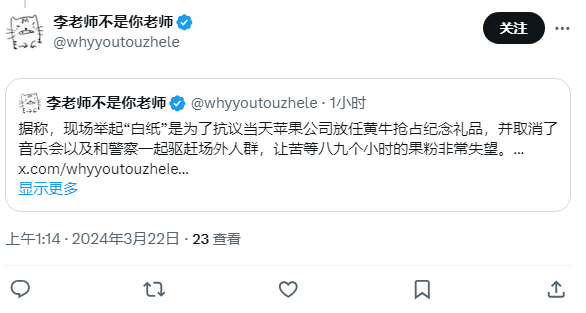 李老师不是你老师
@whyyoutouzhele
关注
李老师不是你老师 @whyyoutouzhele · 1小时
据称，现场举起“白纸”是为了抗议当天苹果公司放任黄牛抢占纪念礼品，并取消了
音乐会以及和警察一起驱赶场外人群，让苦等八九个小时的果粉非常失望。...
x.com/whyyoutouzhele...
显示更多
上午1:14 · 2024年3月22日 · 23 查看